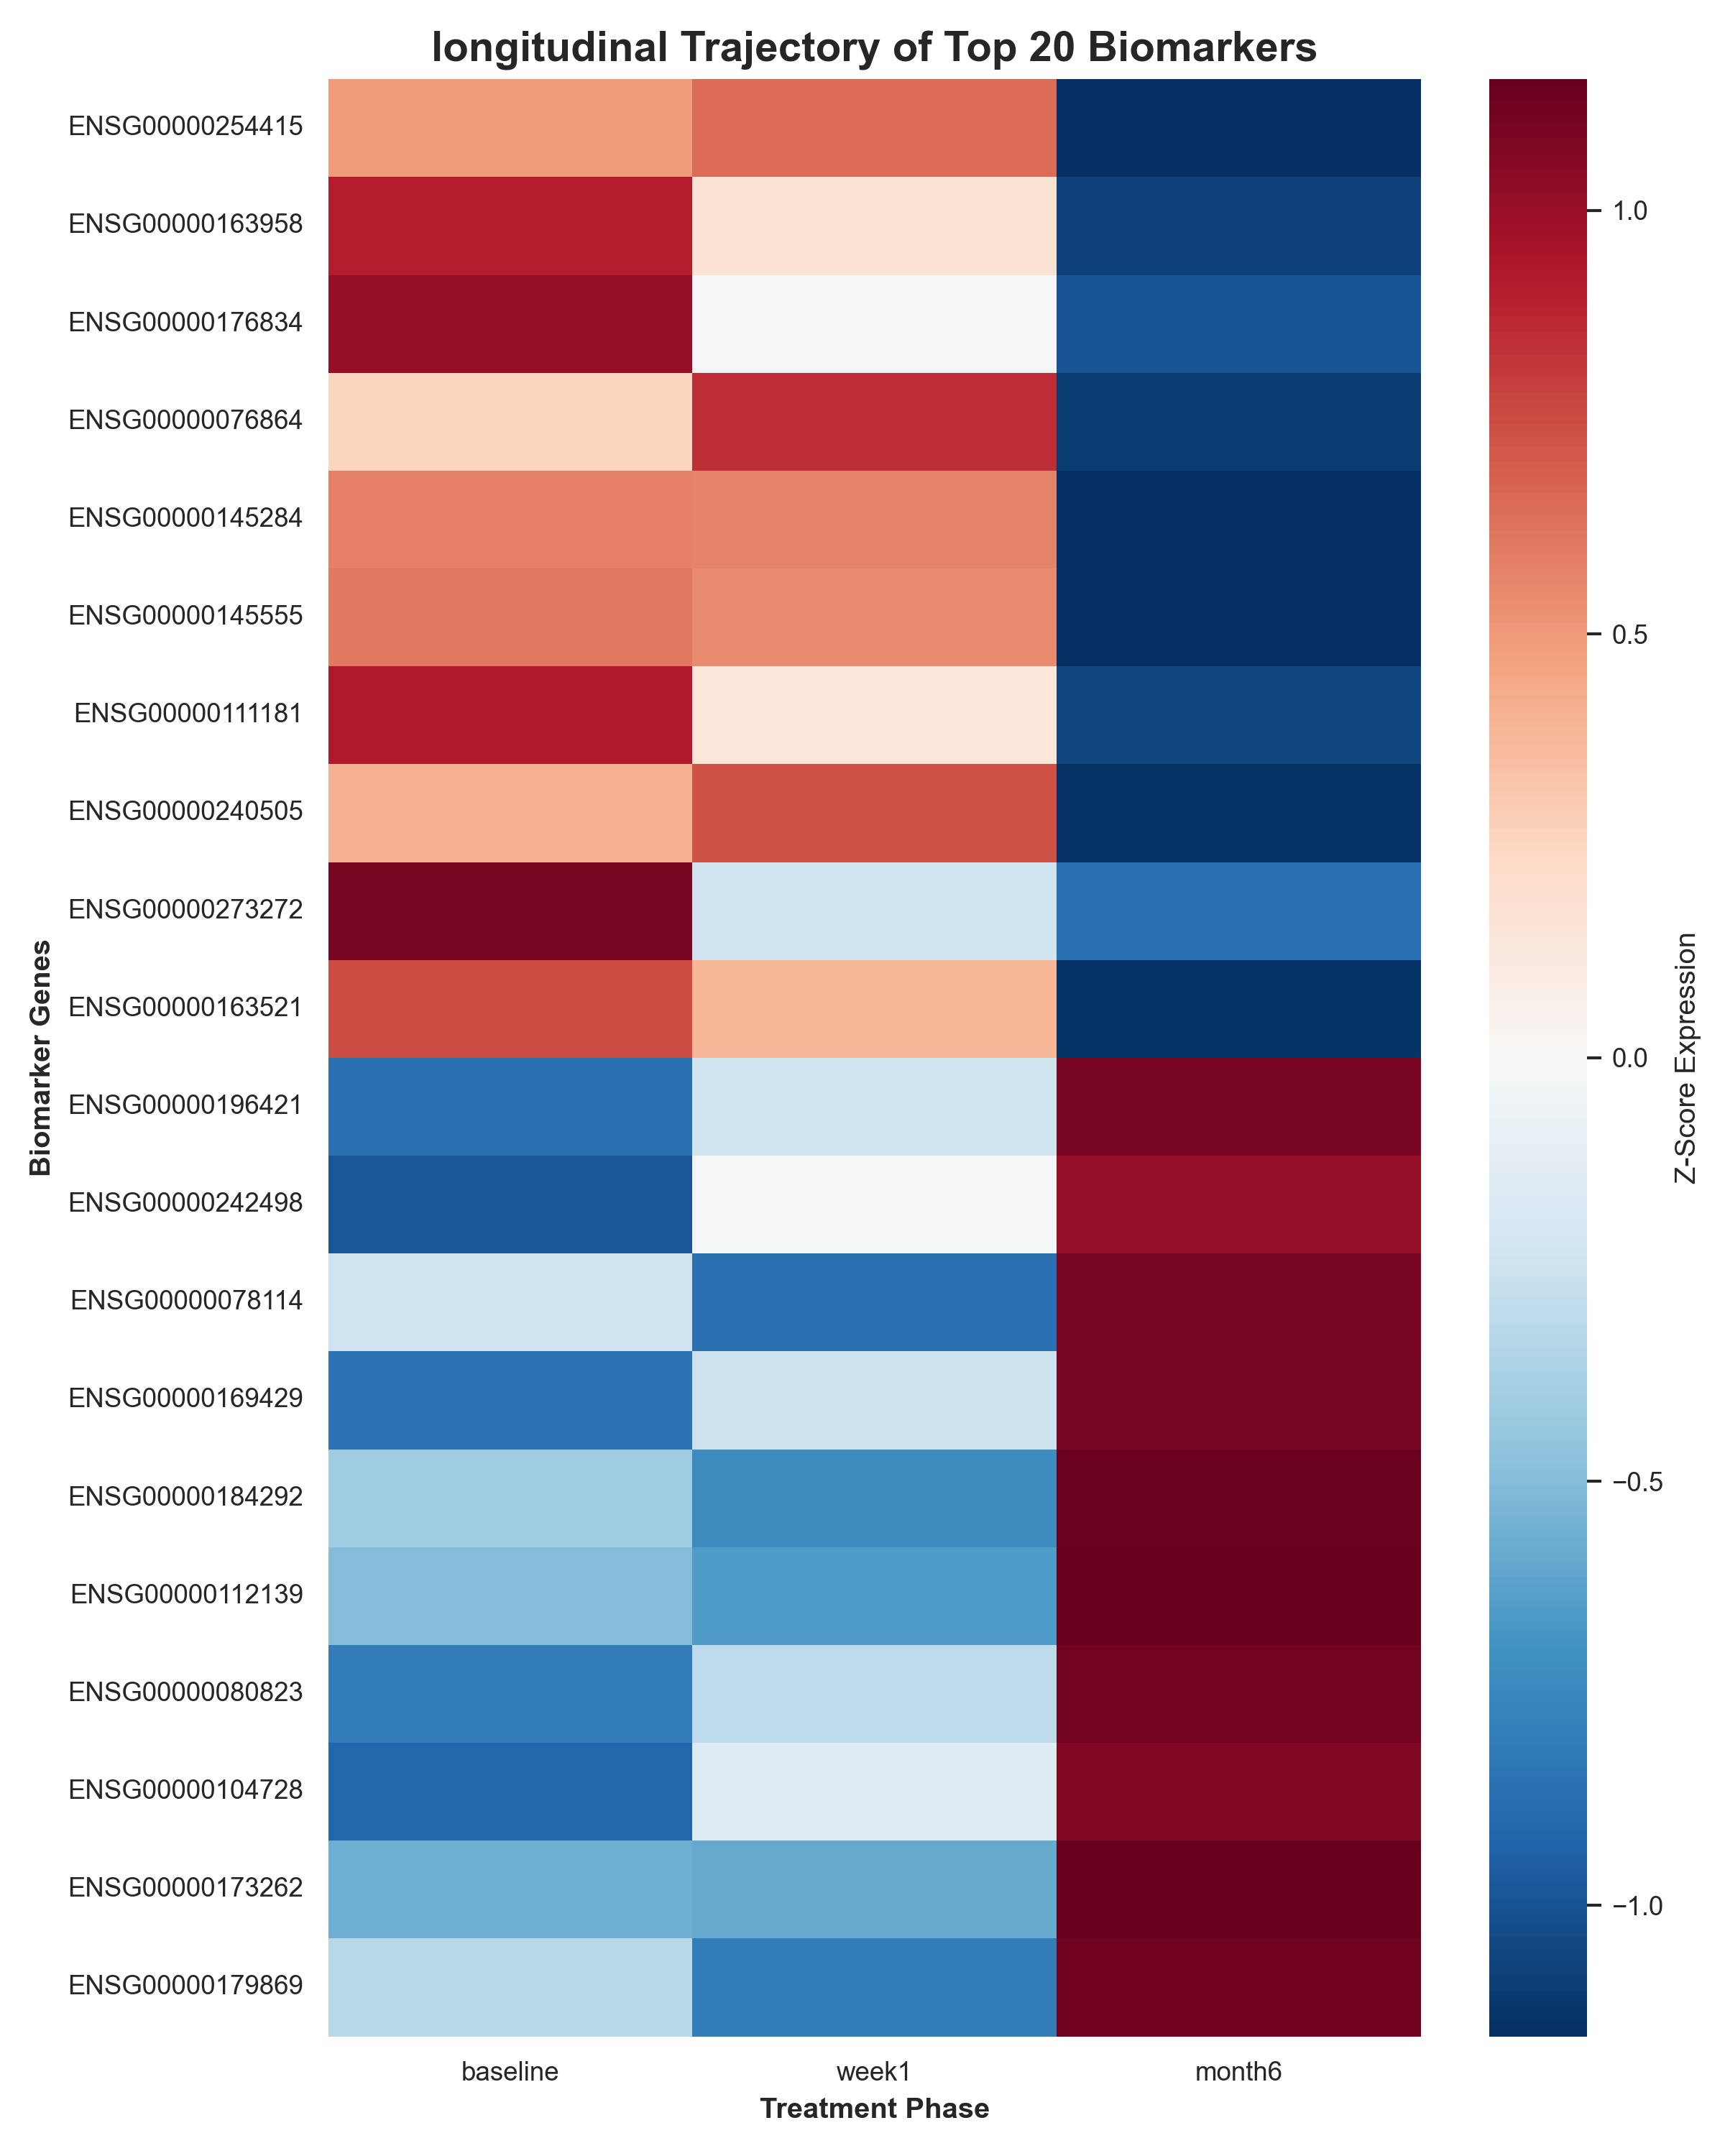 longitudinal Trajectory of Top 20 Biomarkers
ENSG00000254415
ENSG00000163958
ENSG00000176834
ENSG00000076864
ENSG00000145284
ENSG00000145555
ENSG00000111181
ENSG00000240505
ENSG00000273272
ENSG00000163521
ENSG00000196421
ENSG00000242498
ENSG00000078114
ENSG00000169429
ENSG00000184292
ENSG00000112139
ENSG00000080823
ENSG00000104728
ENSG00000173262
ENSG00000179869
Biomarker Genes
baseline week1 month6
Treatment Phase
1.0
0.5
0.0
−0.5
−1.0
Z-Score Expression